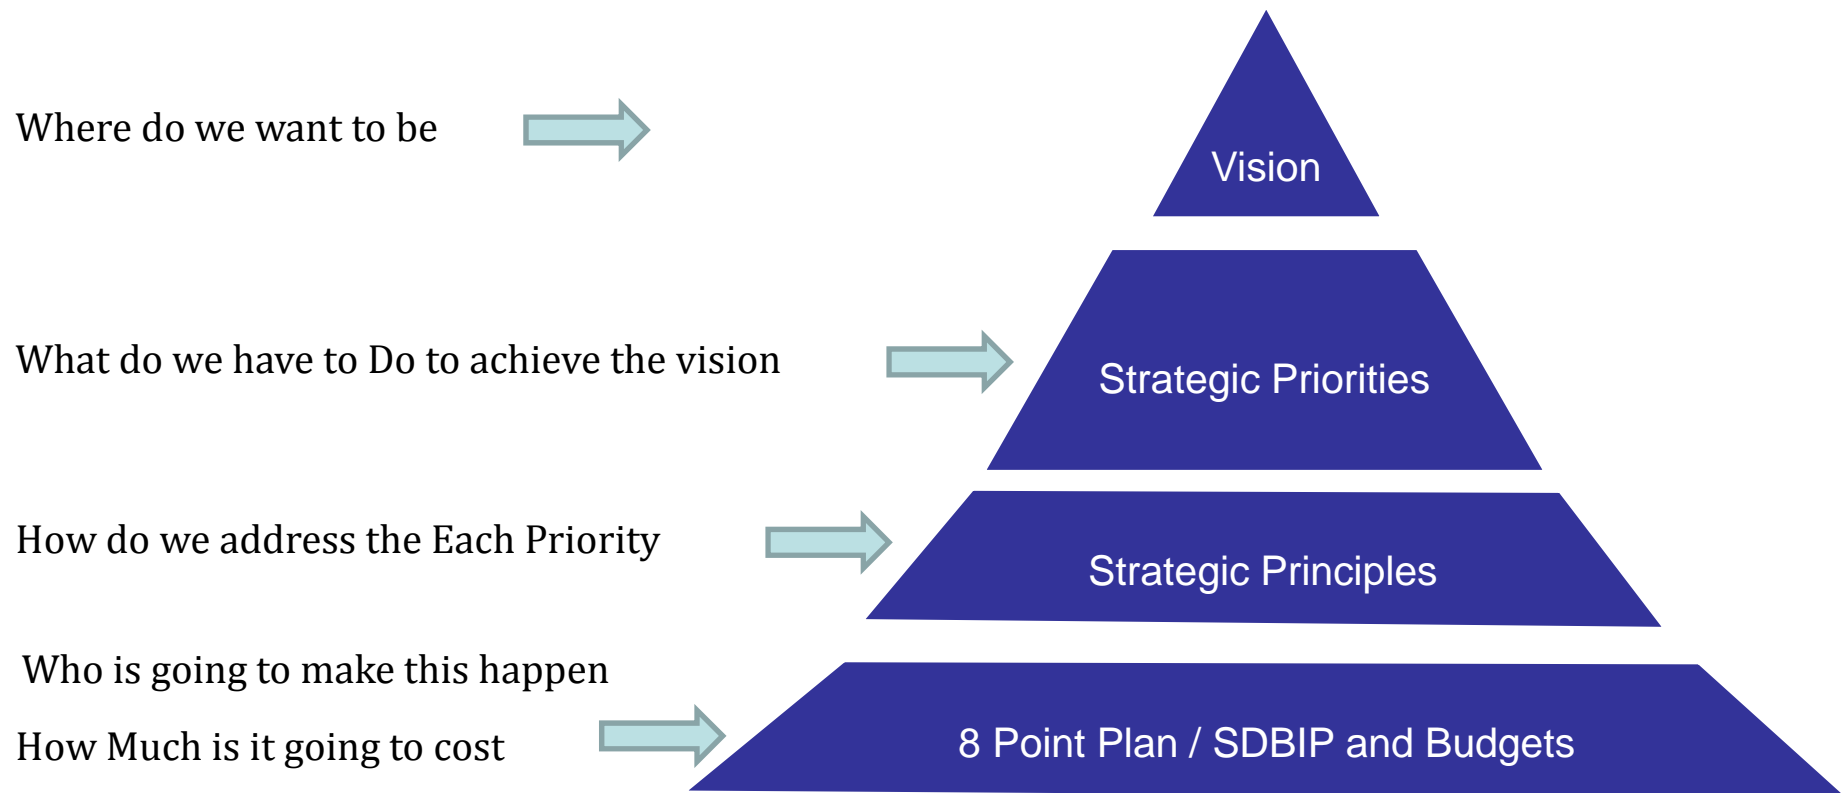 Where do we want to be
Vision
What do we have to Do to achieve the vision
Strategic Priorities
How do we address the Each Priority
Strategic Principles
Who is going to make this happen
How Much is it going to cost
8 Point Plan / SDBIP and Budgets